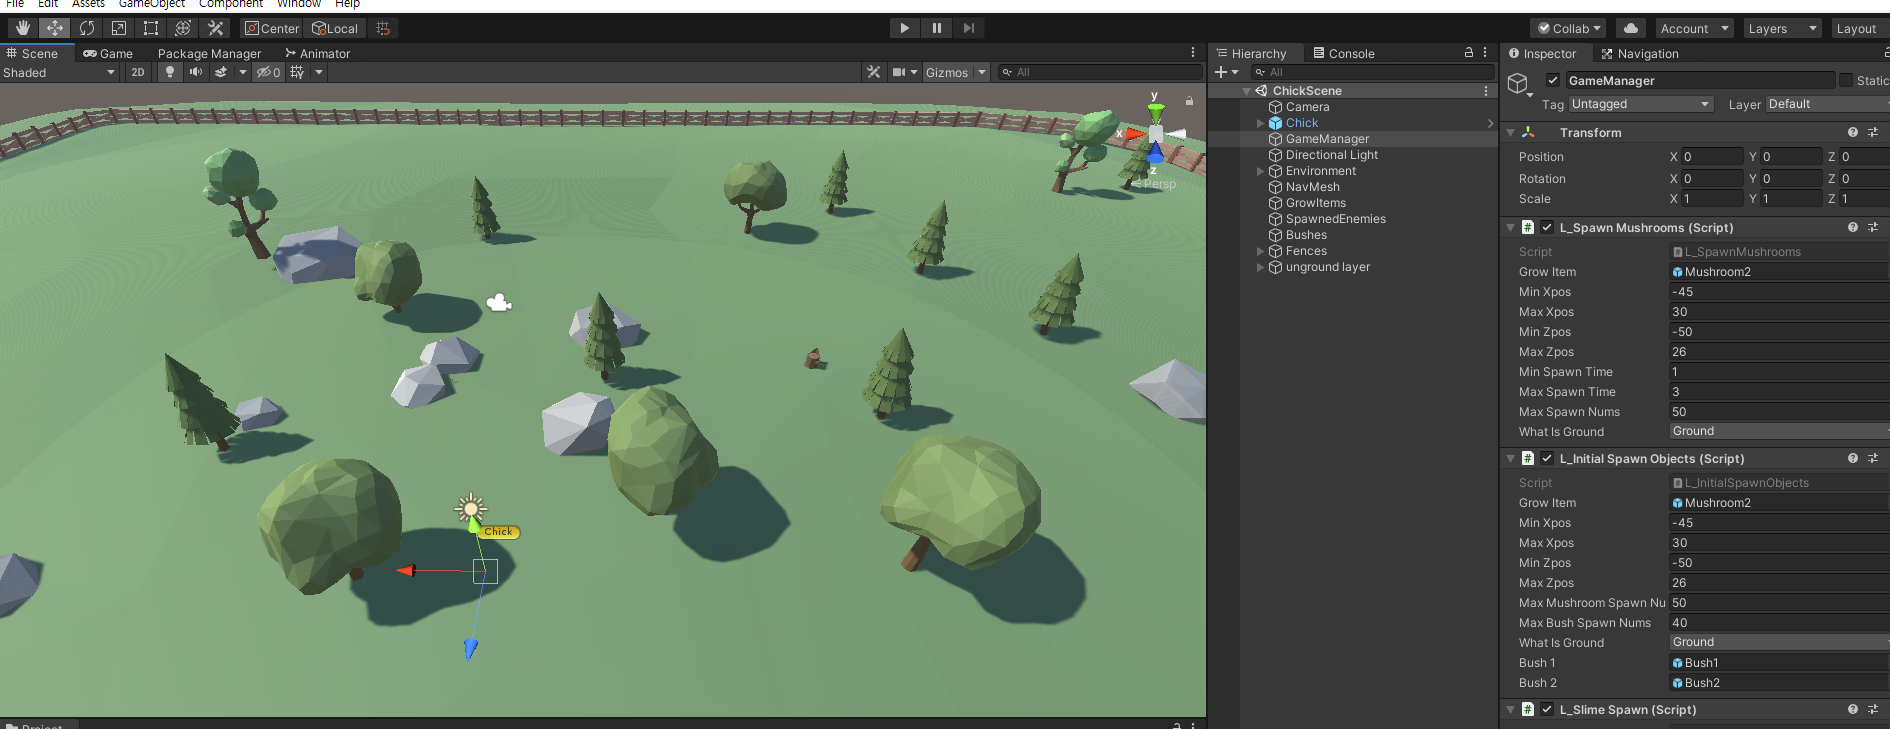 File Edit Assets GameObject Component Window Help
Center Local Collab Account Layers Layout
Scene Game Package Manager Animator
Shaded 2D 0 Gizmos All
y
x
z
Persp
Chick
Hierarchy Console
All
ChickScene
Camera
Chick
GameManager
Directional Light
Environment
NavMesh
GrowItems
SpawnedEnemies
Bushes
Fences
unground layer
Inspector Navigation
GameManager Static
Tag Untagged Layer Default
Transform
Position X 0 Y 0 Z 0
Rotation X 0 Y 0 Z 0
Scale X 1 Y 1 Z 1
L_Spawn Mushrooms (Script)
Script L_SpawnMushrooms
Grow Item Mushroom2
Min Xpos -45
Max Xpos 30
Min Zpos -50
Max Zpos 26
Min Spawn Time 1
Max Spawn Time 3
Max Spawn Nums 50
What Is Ground Ground
L_Initial Spawn Objects (Script)
Script L_InitialSpawnObjects
Grow Item Mushroom2
Min Xpos -45
Max Xpos 30
Min Zpos -50
Max Zpos 26
Max Mushroom Spawn Nu 50
Max Bush Spawn Nums 40
What Is Ground Ground
Bush 1 Bush1
Bush 2 Bush2
L_Slime Spawn (Script)
Project